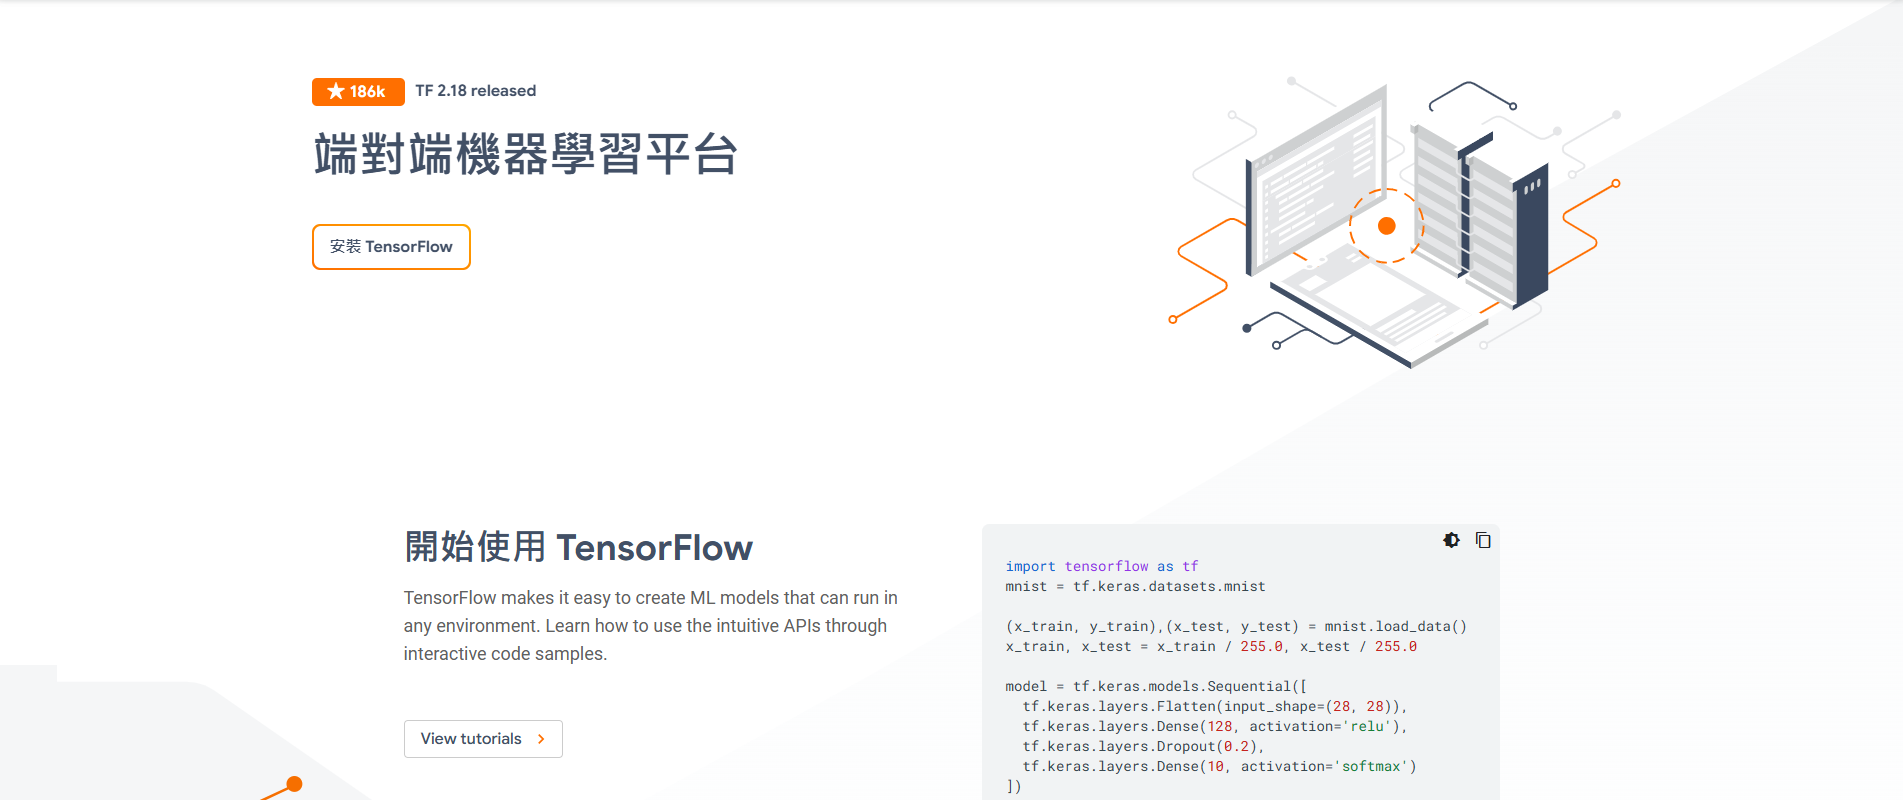 186k TF 2.18 released
端對端機器學習平台
安裝 TensorFlow
開始使用 TensorFlow
TensorFlow makes it easy to create ML models that can run in
any environment. Learn how to use the intuitive APIs through
interactive code samples.
View tutorials
import tensorflow as tf
mnist = tf.keras.datasets.mnist
(x_train, y_train),(x_test, y_test) = mnist.load_data()
x_train, x_test = x_train / 255.0, x_test / 255.0
model = tf.keras.models.Sequential([
  tf.keras.layers.Flatten(input_shape=(28, 28)),
  tf.keras.layers.Dense(128, activation='relu'),
  tf.keras.layers.Dropout(0.2),
  tf.keras.layers.Dense(10, activation='softmax')
])